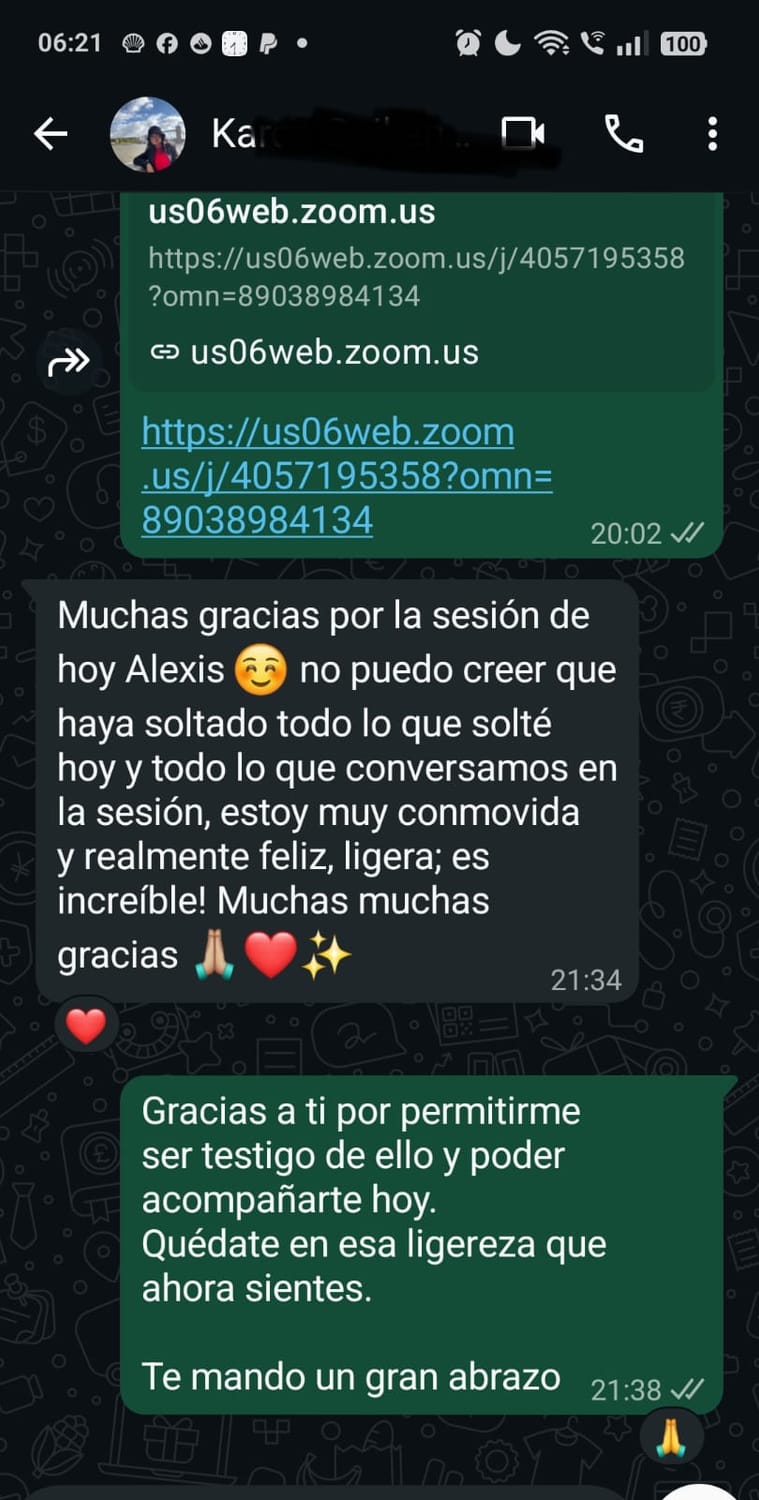 06:21
100
us06web.zoom.us
https://us06web.zoom.us/j/4057195358
?omn=89038984134
us06web.zoom.us
https://us06web.zoom
.us/j/4057195358?omn=
89038984134
20:02
Muchas gracias por la sesión de
hoy Alexis ☺️ no puedo creer que
haya soltado todo lo que solté
hoy y todo lo que conversamos en
la sesión, estoy muy conmovida
y realmente feliz, ligera; es
increíble! Muchas muchas
gracias 🙏🏼❤️✨
21:34
❤️
Gracias a ti por permitirme
ser testigo de ello y poder
acompañarte hoy.
Quédate en esa ligereza que
ahora sientes.
Te mando un gran abrazo
21:38
🙏